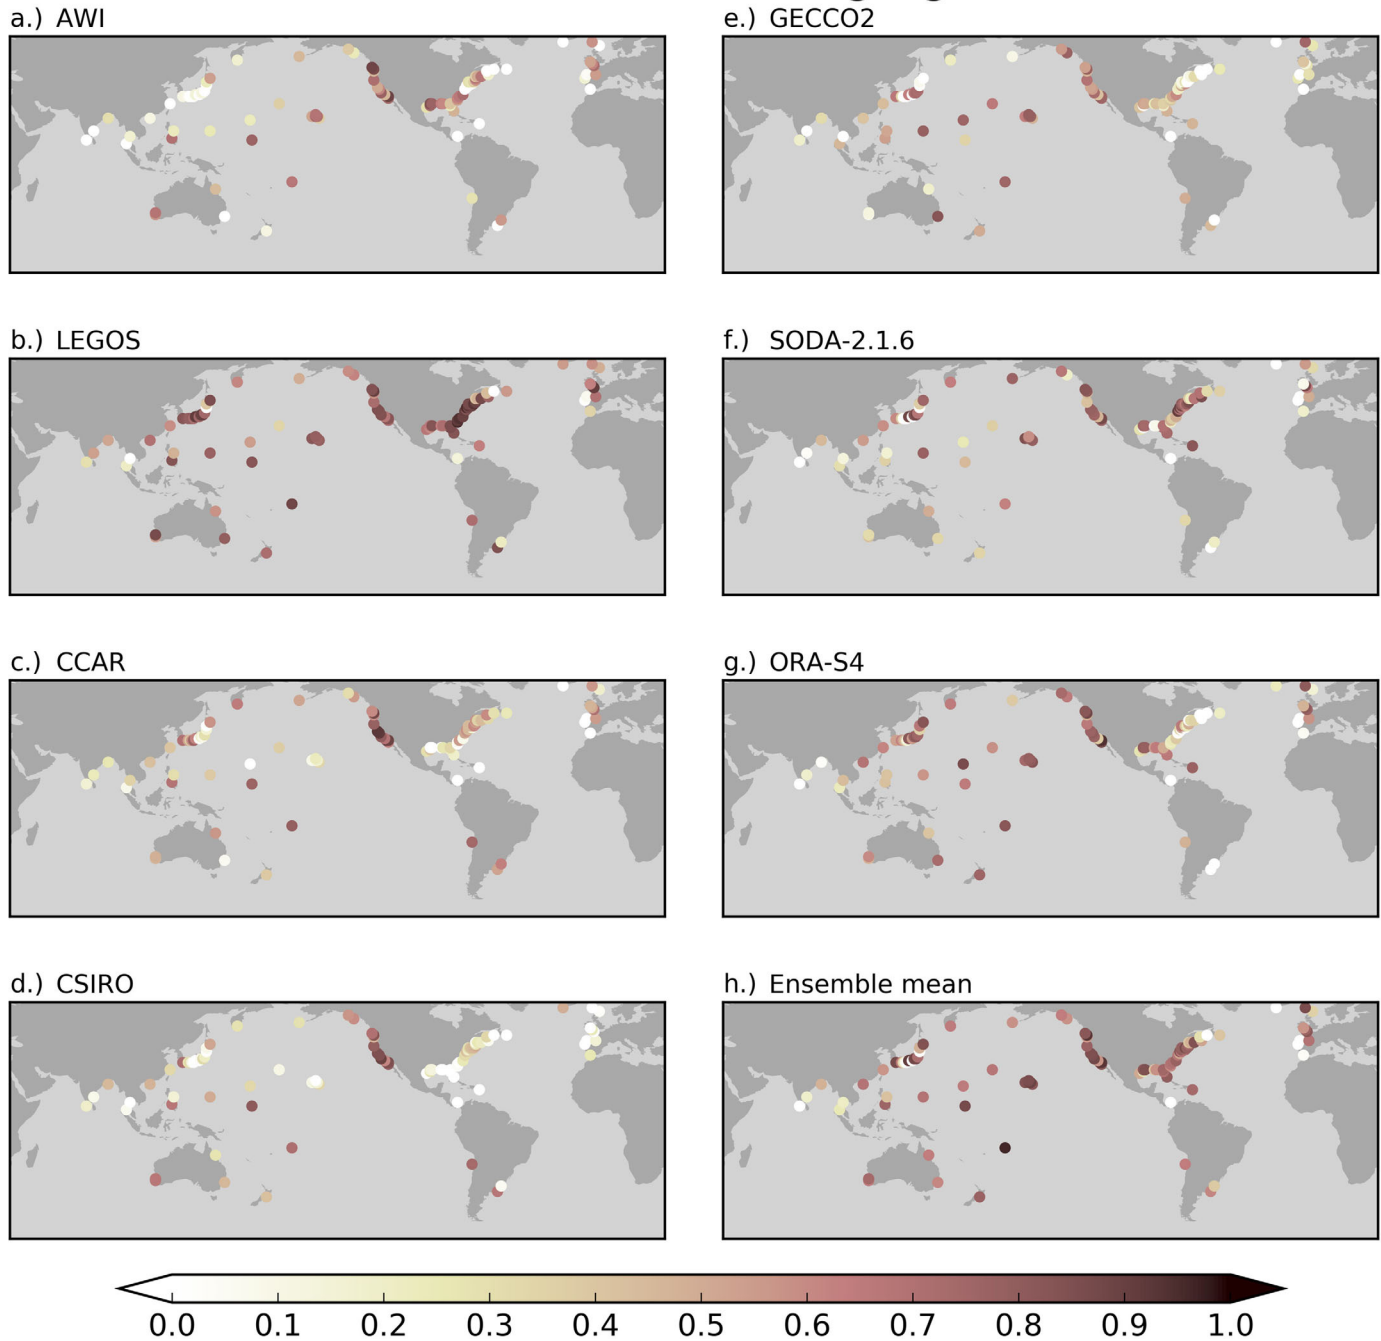 a.) AWI
e.) GECCO2
b.) LEGOS
f.) SODA-2.1.6
c.) CCAR
g.) ORA-S4
d.) CSIRO
h.) Ensemble mean
0.0 0.1 0.2 0.3 0.4 0.5 0.6 0.7 0.8 0.9 1.0